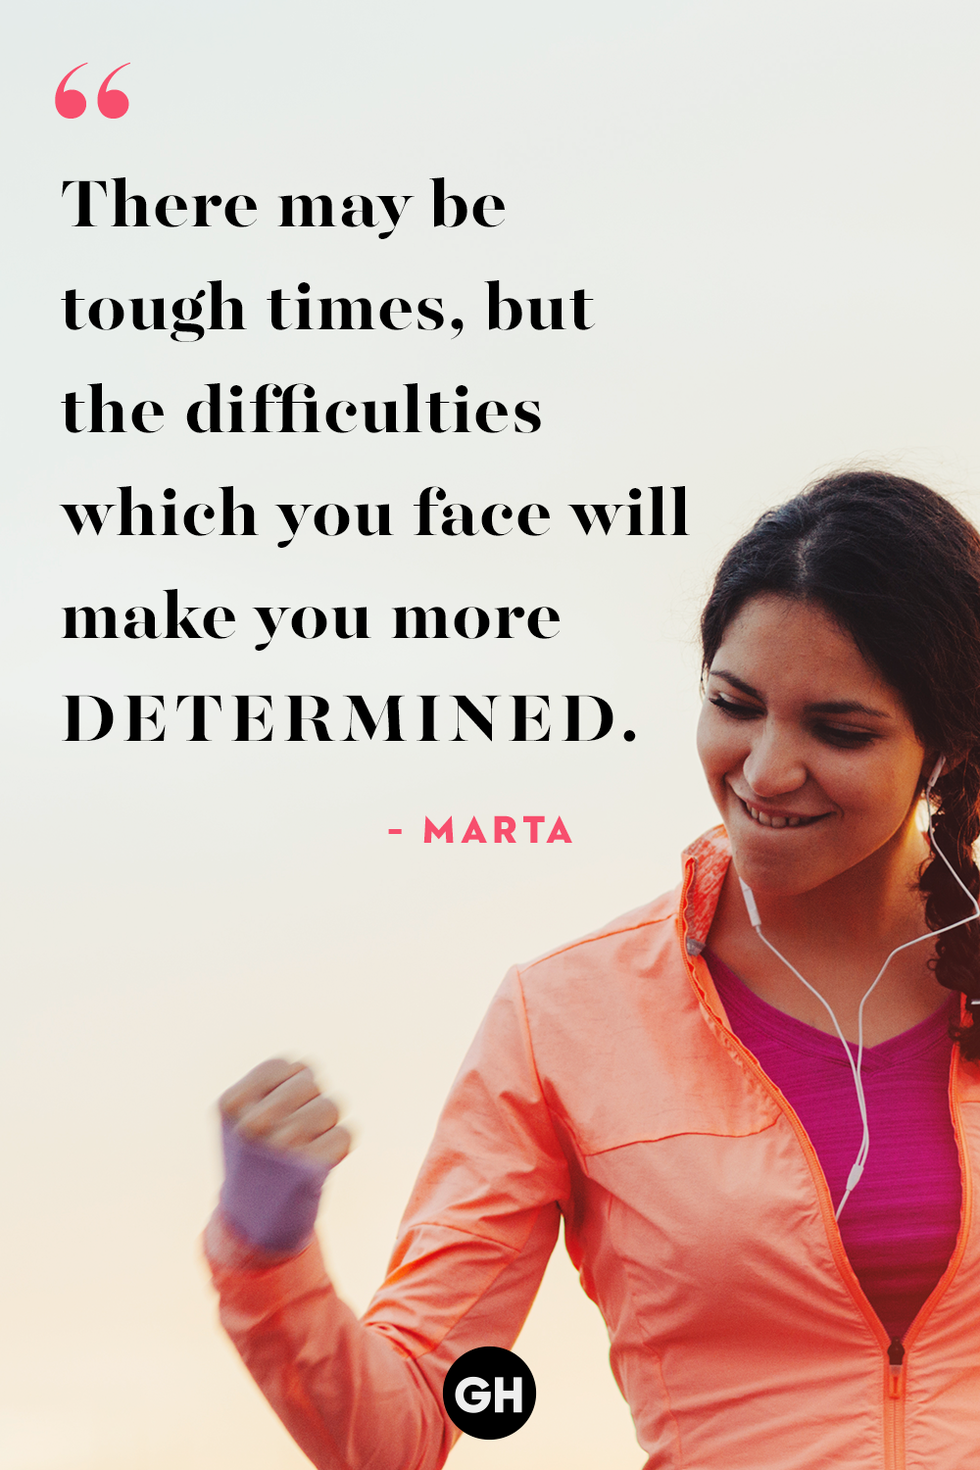 “
There may be
tough times, but
the difficulties
which you face will
make you more
DETERMINED.
- MARTA
GH